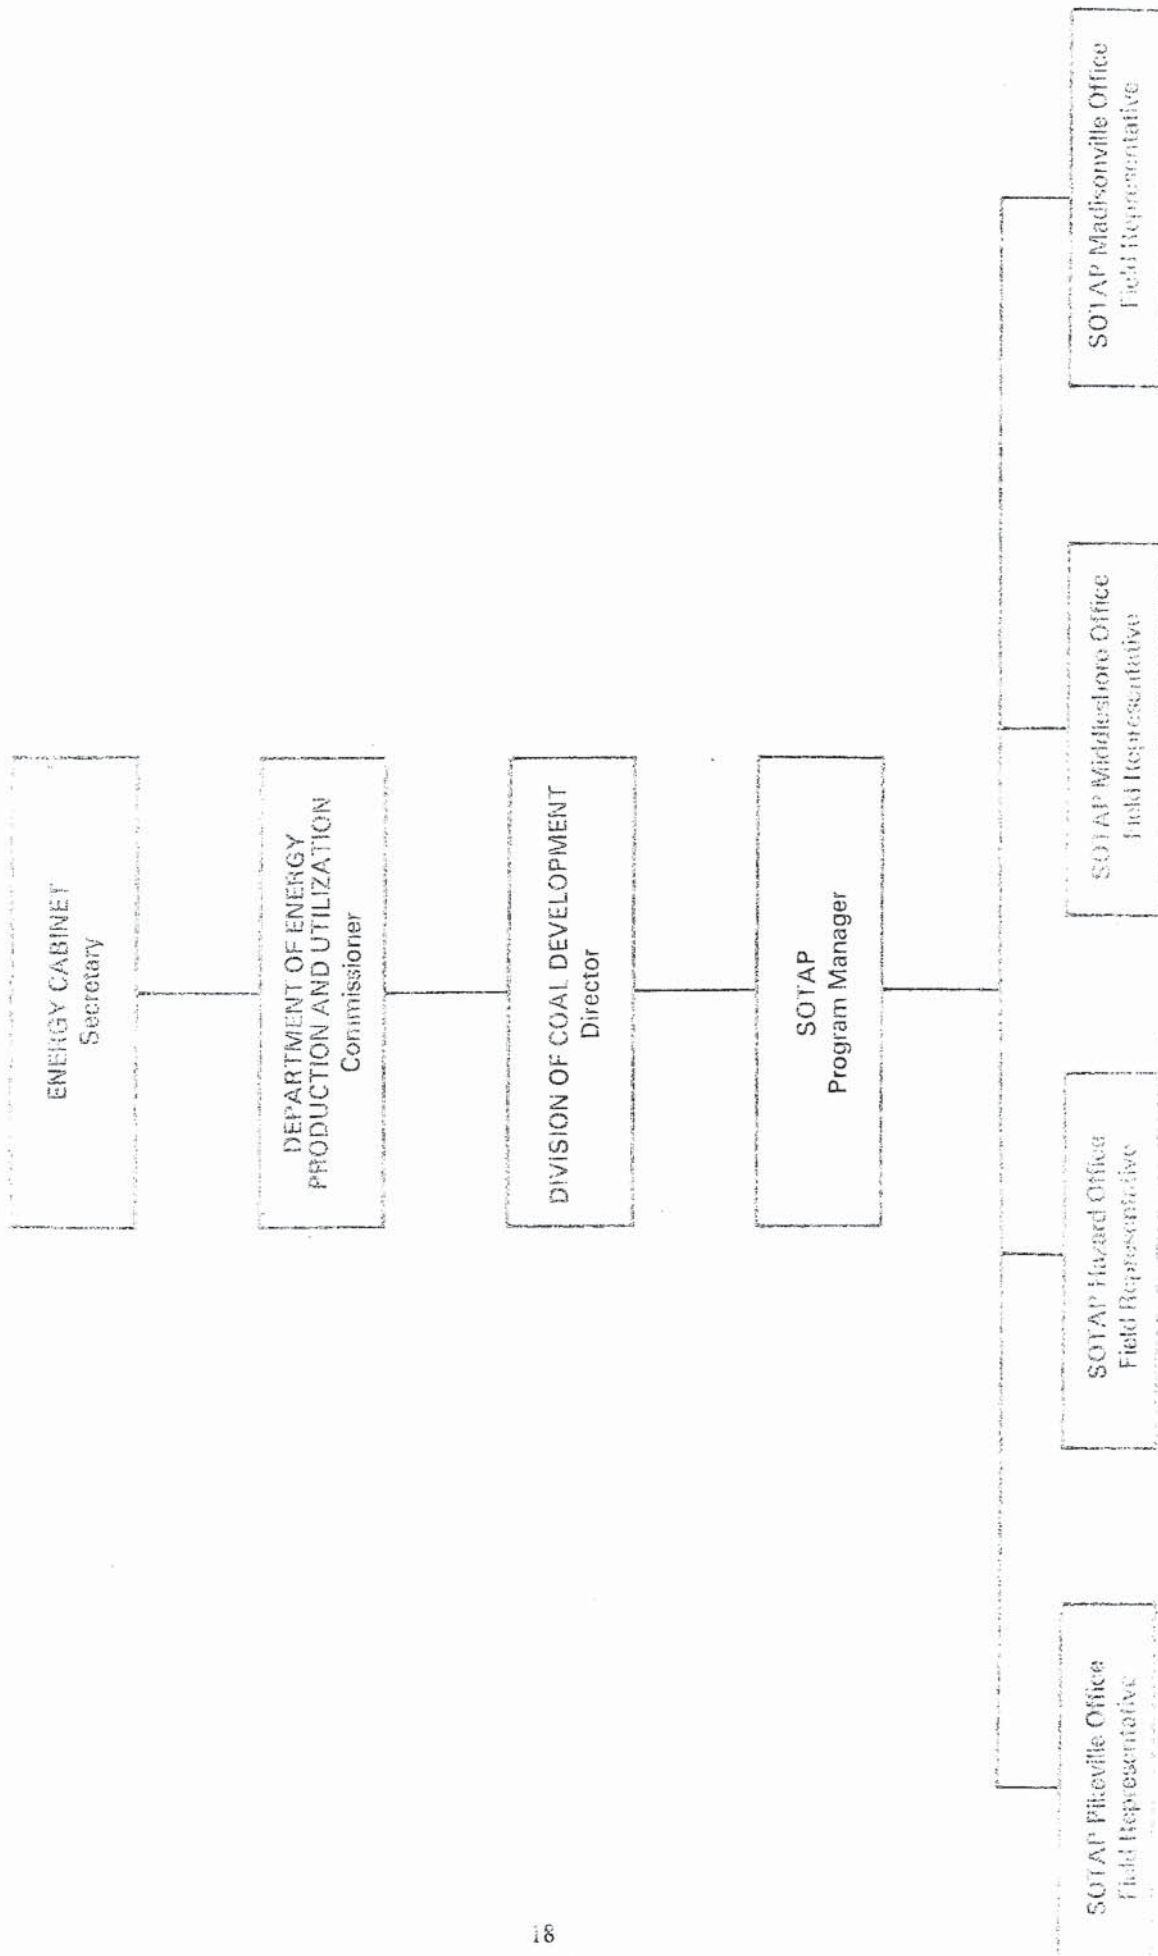 ENERGY CABINET
Secretary
DEPARTMENT OF ENERGY
PRODUCTION AND UTILIZATION
Commissioner
DIVISION OF COAL DEVELOPMENT
Director
SOTAP
Program Manager
SOTAP Pikeville Office
Field Representative
SOTAP Hazard Office
Field Representative
SOTAP Middlesboro Office
Field Representative
SOTAP Madisonville Office
Field Representative
18